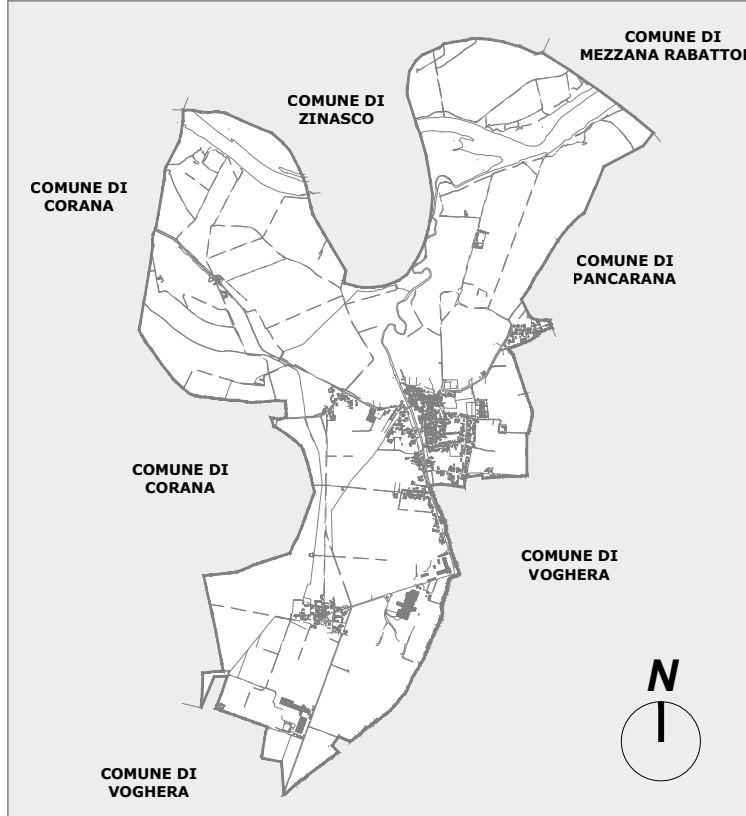 COMUNE DI
MEZZANA RABATTO
COMUNE DI
ZINASCO
COMUNE DI
CORANA
COMUNE DI
PANCARANA
COMUNE DI
CORANA
COMUNE DI
VOGHERA
N
COMUNE DI
VOGHERA